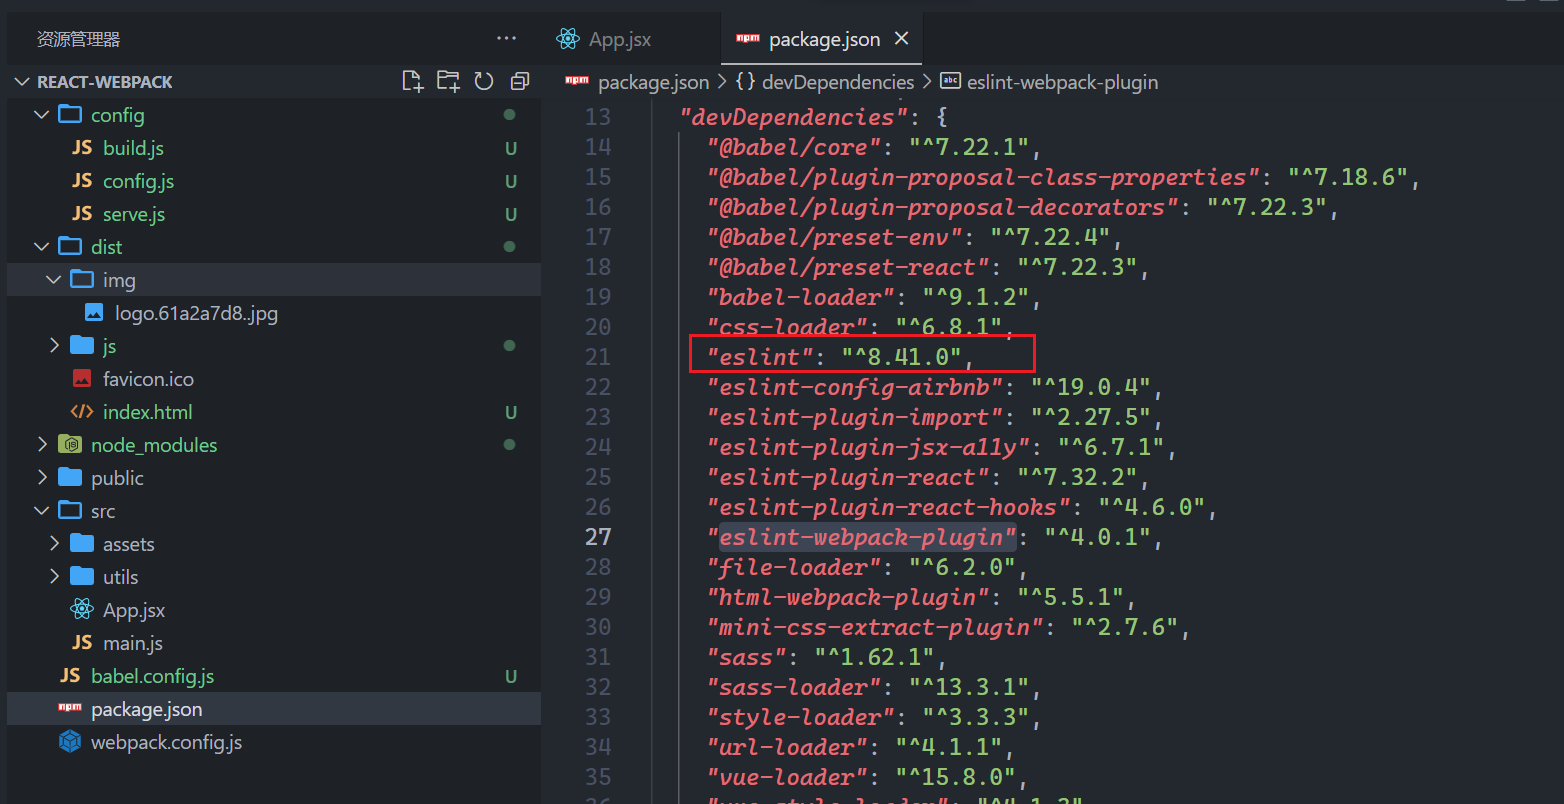 资源管理器
REACT-WEBPACK
config
JS build.js U
JS config.js U
JS serve.js U
dist
img
logo.61a2a7d8..jpg
js
favicon.ico
index.html U
node_modules
public
src
assets
utils
App.jsx
JS main.js
JS babel.config.js U
npm package.json
webpack.config.js
App.jsx npm package.json
npm package.json > {} devDependencies > abc eslint-webpack-plugin
13 "devDependencies": {
14 "@babel/core": "^7.22.1",
15 "@babel/plugin-proposal-class-properties": "^7.18.6",
16 "@babel/plugin-proposal-decorators": "^7.22.3",
17 "@babel/preset-env": "^7.22.4",
18 "@babel/preset-react": "^7.22.3",
19 "babel-loader": "^9.1.2",
20 "css-loader": "^6.8.1",
21 "eslint": "^8.41.0",
22 "eslint-config-airbnb": "^19.0.4",
23 "eslint-plugin-import": "^2.27.5",
24 "eslint-plugin-jsx-a11y": "^6.7.1",
25 "eslint-plugin-react": "^7.32.2",
26 "eslint-plugin-react-hooks": "^4.6.0",
27 "eslint-webpack-plugin": "^4.0.1",
28 "file-loader": "^6.2.0",
29 "html-webpack-plugin": "^5.5.1",
30 "mini-css-extract-plugin": "^2.7.6",
31 "sass": "^1.62.1",
32 "sass-loader": "^13.3.1",
33 "style-loader": "^3.3.3",
34 "url-loader": "^4.1.1",
35 "vue-loader": "^15.8.0",